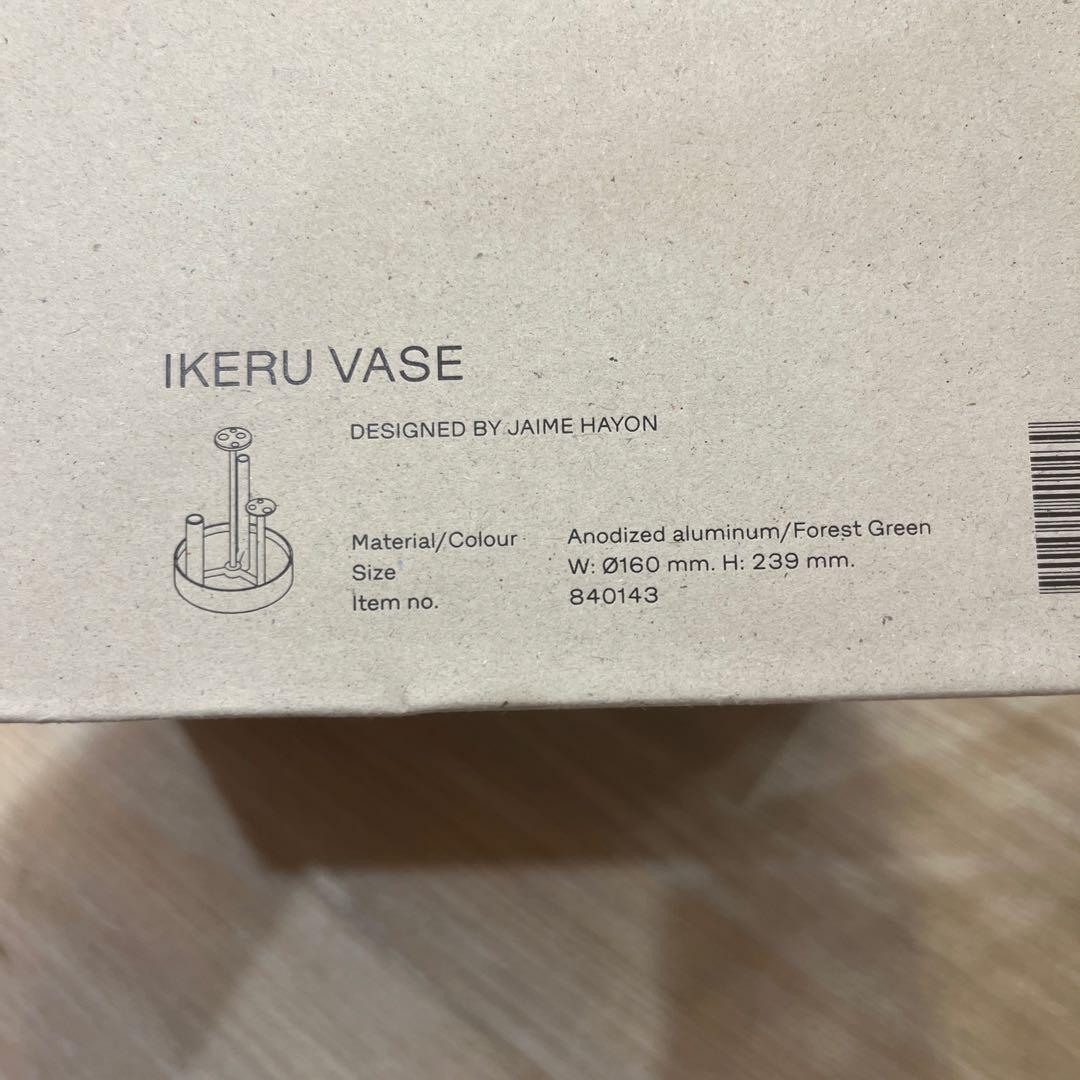 IKERU VASE
DESIGNED BY JAIME HAYON
Material/Colour Anodized aluminum/Forest Green
Size W: Ø160 mm. H: 239 mm.
Item no. 840143